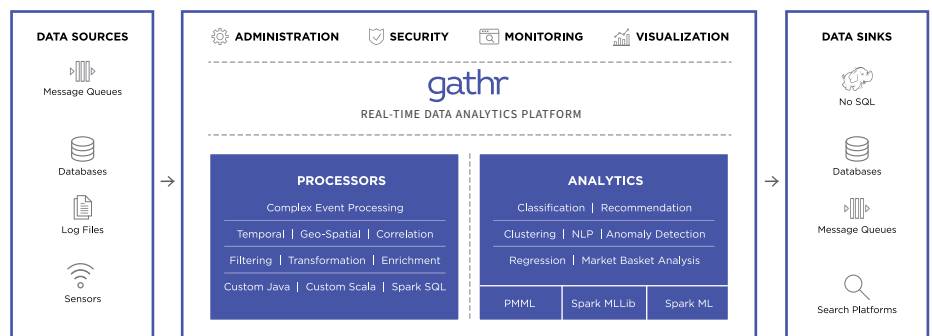 DATA SOURCES
Message Queues
Databases
Log Files
Sensors
ADMINISTRATION SECURITY MONITORING VISUALIZATION
gathr
REAL-TIME DATA ANALYTICS PLATFORM
PROCESSORS
Complex Event Processing
Temporal | Geo-Spatial | Correlation
Filtering | Transformation | Enrichment
Custom Java | Custom Scala | Spark SQL
ANALYTICS
Classification | Recommendation
Clustering | NLP | Anomaly Detection
Regression | Market Basket Analysis
PMML Spark MLLib Spark ML
DATA SINKS
No SQL
Databases
Message Queues
Search Platforms